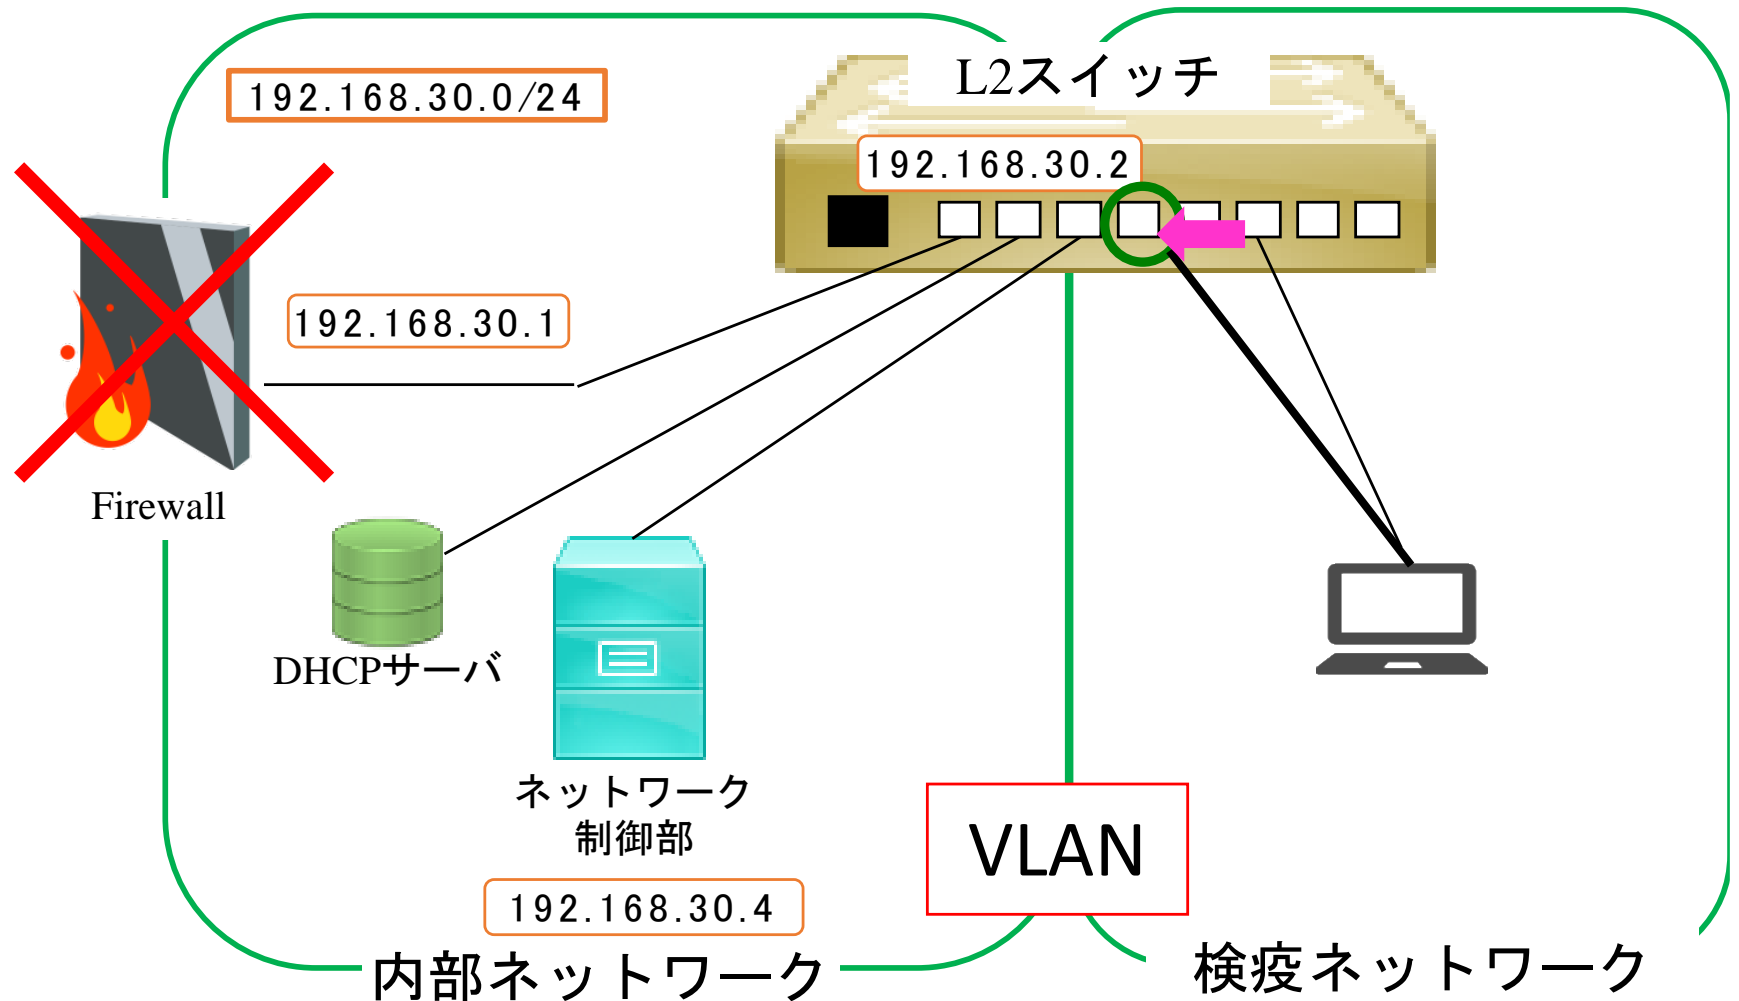 192.168.30.0/24
L2スイッチ
192.168.30.2
192.168.30.1
Firewall
DHCPサーバ
ネットワーク
制御部
192.168.30.4
VLAN
内部ネットワーク
検疫ネットワーク